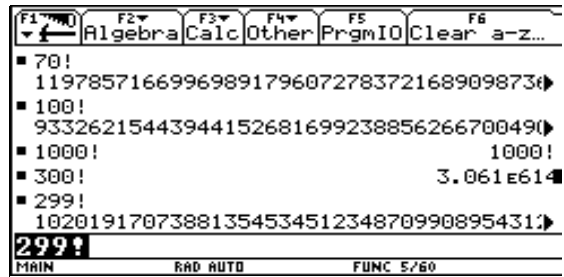 F1 F2 Algebra F3 Calc F4 Other F5 PrgmIO F6 Clear a-z…
▪ 70!
11978571669969891796072783721689098736▸
▪ 100!
93326215443944152681699238856266700490▸
▪ 1000! 1000!
▪ 300! 3.061E614
▪ 299!
10201917073881354534512348709908954312▸
299!
MAIN RAD AUTO FUNC 5/60